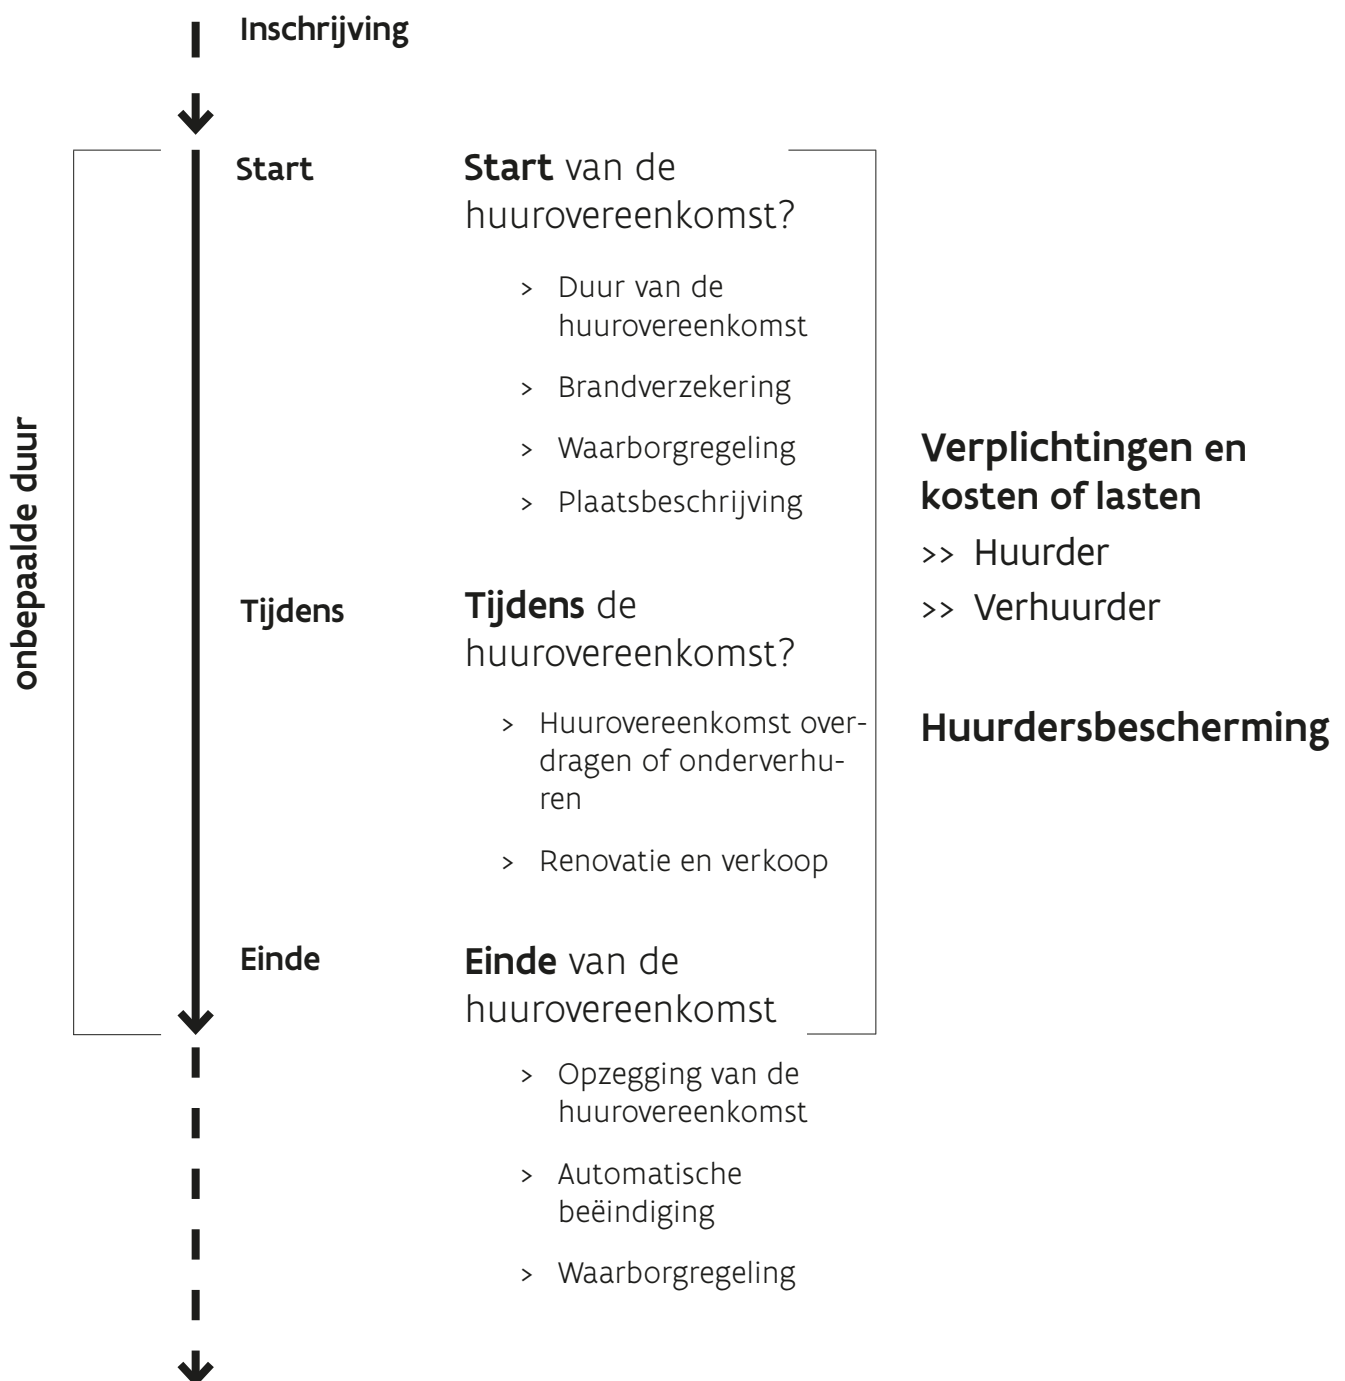 Inschrijving
onbepaalde duur
Start
Start van de
huurovereenkomst?
> Duur van de
huurovereenkomst
> Brandverzekering
> Waarborgregeling
> Plaatsbeschrijving
Tijdens
Tijdens de
huurovereenkomst?
> Huurovereenkomst over-
dragen of onderverhu-
ren
> Renovatie en verkoop
Einde
Einde van de
huurovereenkomst
> Opzegging van de
huurovereenkomst
> Automatische
beëindiging
> Waarborgregeling
Verplichtingen en
kosten of lasten
>> Huurder
>> Verhuurder
Huurdersbescherming